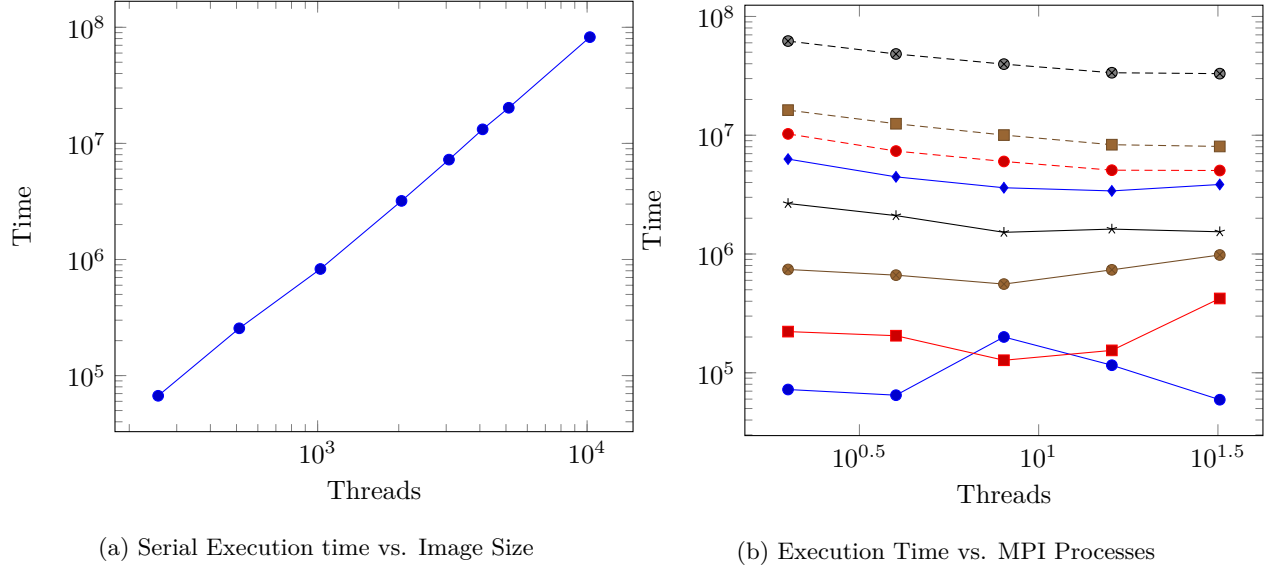 10^8
10^7
10^6
10^5
Time
10^3
10^4
Threads
(a) Serial Execution time vs. Image Size
10^8
10^7
10^6
10^5
Time
10^0.5
10^1
10^1.5
Threads
(b) Execution Time vs. MPI Processes